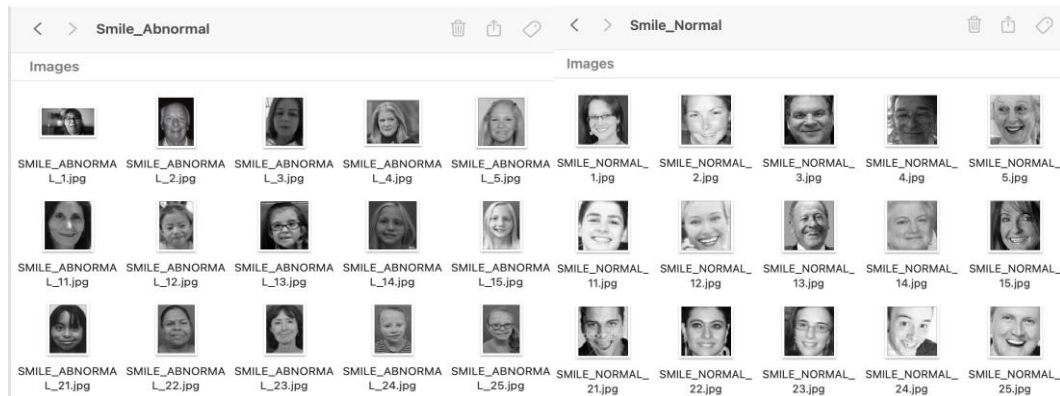 Smile_Abnormal
Images
SMILE_ABNORMA SMILE_ABNORMA SMILE_ABNORMA SMILE_ABNORMA SMILE_ABNORMA
L_1.jpg L_2.jpg L_3.jpg L_4.jpg L_5.jpg
SMILE_ABNORMA SMILE_ABNORMA SMILE_ABNORMA SMILE_ABNORMA SMILE_ABNORMA
L_11.jpg L_12.jpg L_13.jpg L_14.jpg L_15.jpg
SMILE_ABNORMA SMILE_ABNORMA SMILE_ABNORMA SMILE_ABNORMA SMILE_ABNORMA
L_21.jpg L_22.jpg L_23.jpg L_24.jpg L_25.jpg
Smile_Normal
Images
SMILE_NORMAL_ SMILE_NORMAL_ SMILE_NORMAL_ SMILE_NORMAL_ SMILE_NORMAL_
1.jpg 2.jpg 3.jpg 4.jpg 5.jpg
SMILE_NORMAL_ SMILE_NORMAL_ SMILE_NORMAL_ SMILE_NORMAL_ SMILE_NORMAL_
11.jpg 12.jpg 13.jpg 14.jpg 15.jpg
SMILE_NORMAL_ SMILE_NORMAL_ SMILE_NORMAL_ SMILE_NORMAL_ SMILE_NORMAL_
21.jpg 22.jpg 23.jpg 24.jpg 25.jpg